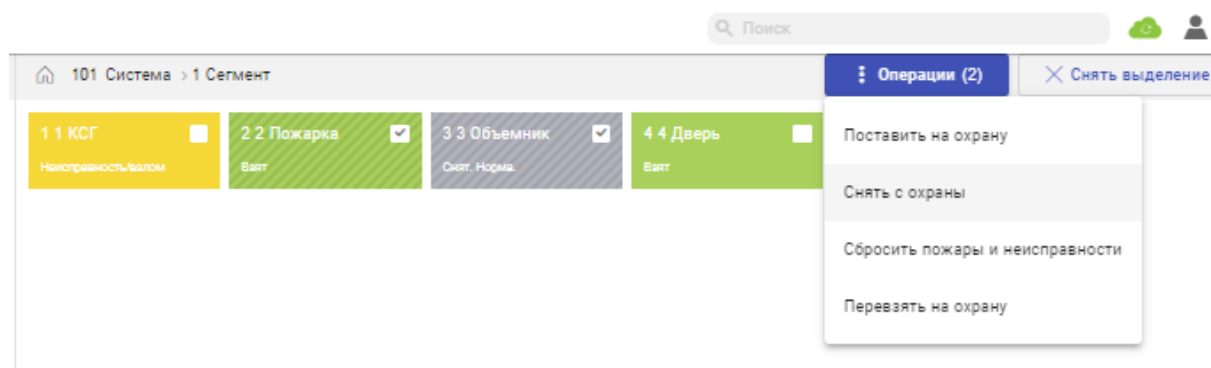 Поиск
101 Система > 1 Сегмент
Операции (2)
Снять выделение
1 1 КСГ
Неисправность/взлом
2 2 Пожарка
Взят
3 3 Объемник
Снят. Норма.
4 4 Дверь
Взят
Поставить на охрану
Снять с охраны
Сбросить пожары и неисправности
Перевзять на охрану